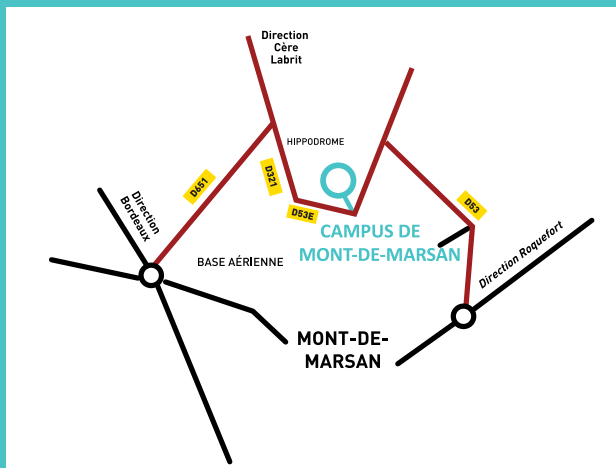 Direction
Cère
Labrit
HIPPODROME
D651
D321
D53E
D53
Direction
Bordeaux
CAMPUS DE
MONT-DE-MARSAN
BASE AÉRIENNE
Direction Roquefort
MONT-DE-
MARSAN